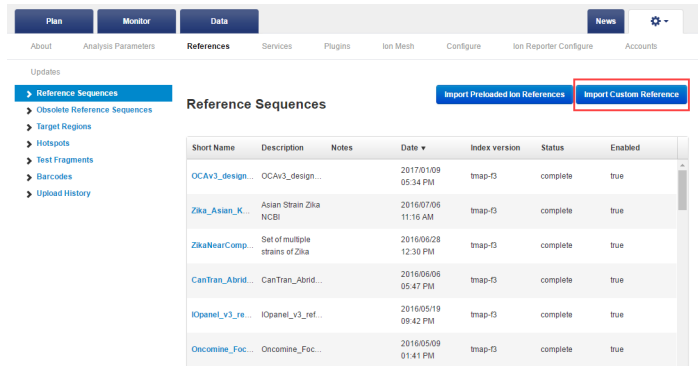 Plan Monitor Data News
About Analysis Parameters References Services Plugins Ion Mesh Configure Ion Reporter Configure Accounts
Updates
Reference Sequences
Obsolete Reference Sequences
Target Regions
Hotspots
Test Fragments
Barcodes
Upload History
Reference Sequences
Import Preloaded Ion References Import Custom Reference
Short Name Description Notes Date ▼ Index version Status Enabled
OCAv3_design... OCAv3_design... 2017/01/09 05:34 PM tmap-f3 complete true
Zika_Asian_K... Asian Strain Zika NCBI 2016/07/06 11:16 AM tmap-f3 complete true
ZikaNearComp... Set of multiple strains of Zika 2016/06/28 12:30 PM tmap-f3 complete true
CanTran_Abrid... CanTran_Abrid... 2016/06/06 05:47 PM tmap-f3 complete true
IOpanel_v3_re... IOpanel_v3_ref... 2016/05/19 09:42 PM tmap-f3 complete true
Oncomine_Foc... Oncomine_Foc... 2016/05/09 01:41 PM tmap-f3 complete true